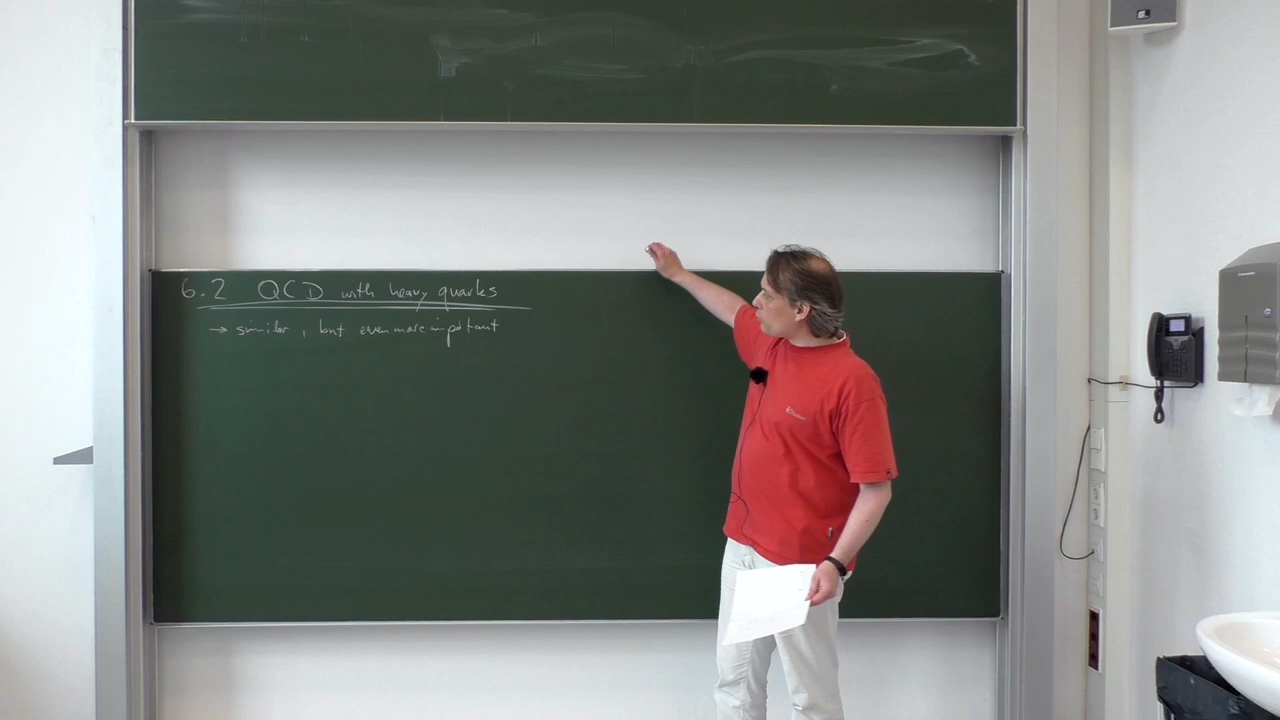 6.2 QCD with heavy quarks
→ similar, but even more important